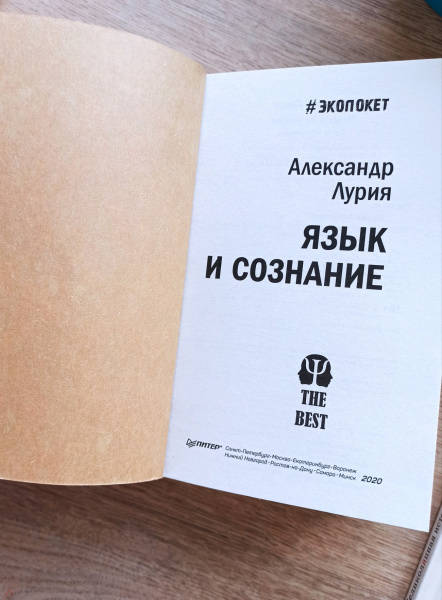 #ЭКОПОКЕТ
Александр
Лурия
ЯЗЫК
И СОЗНАНИЕ
THE
BEST
ПИТЕР®
Санкт-Петербург • Москва • Екатеринбург • Воронеж
Нижний Новгород • Ростов-на-Дону • Самара • Минск
2020